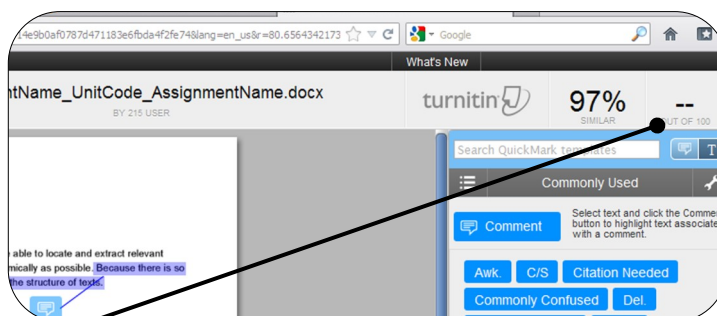 14e9b0af0787d471183e6fbda4f2fe74&lang=en_us&r=80.6564342173
Google
What's New
ntName_UnitCode_AssignmentName.docx
BY 215 USER
turnitin
97%
SIMILAR
--
OUT OF 100
Search QuickMark templates
T
Commonly Used
Comment
Select text and click the Commen
button to highlight text associate
with a comment.
able to locate and extract relevant
mically as possible. Because there is so
the structure of texts.
Awk.
C/S
Citation Needed
Commonly Confused
Del.